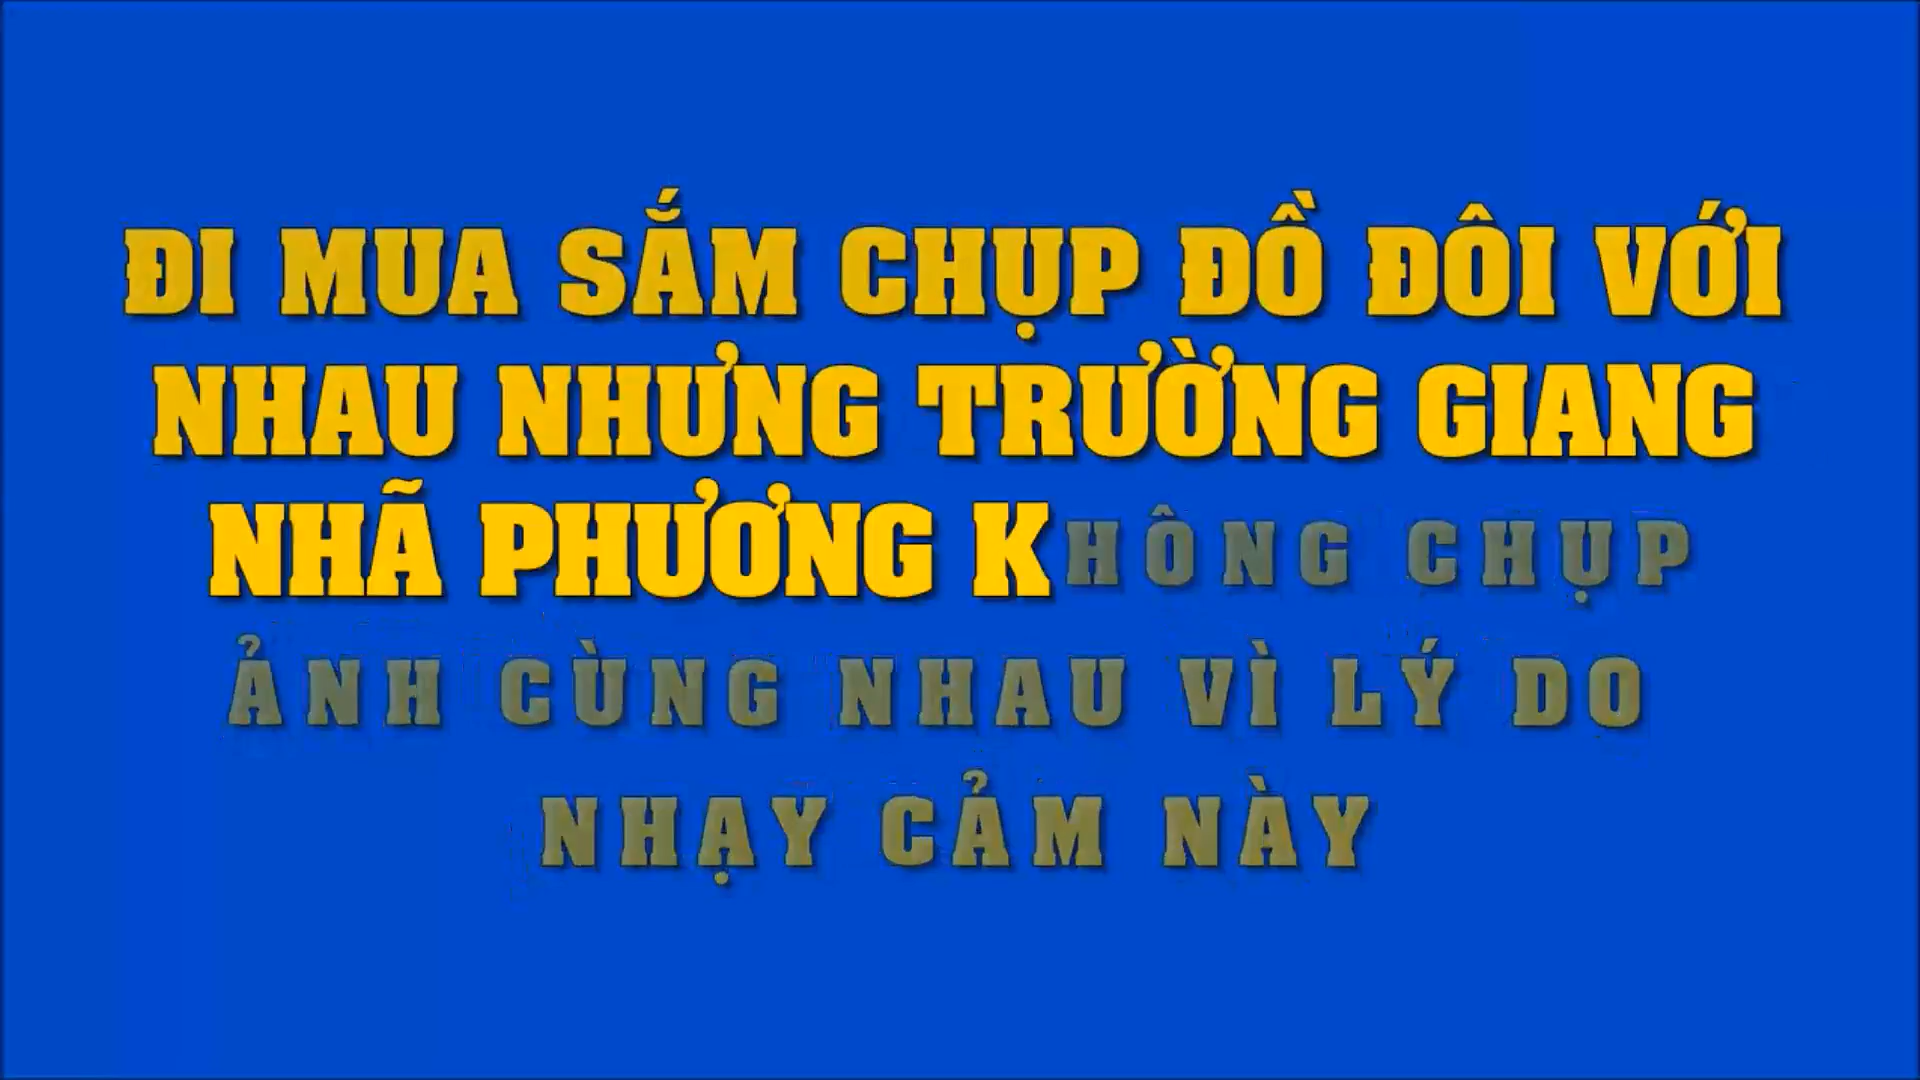 ĐI MUA SẮM CHỤP ĐỒ ĐÔI VỚI
NHAU NHƯNG TRƯỜNG GIANG
NHÃ PHƯƠNG KHÔNG CHỤP
ẢNH CÙNG NHAU VÌ LÝ DO
NHẠY CẢM NÀY